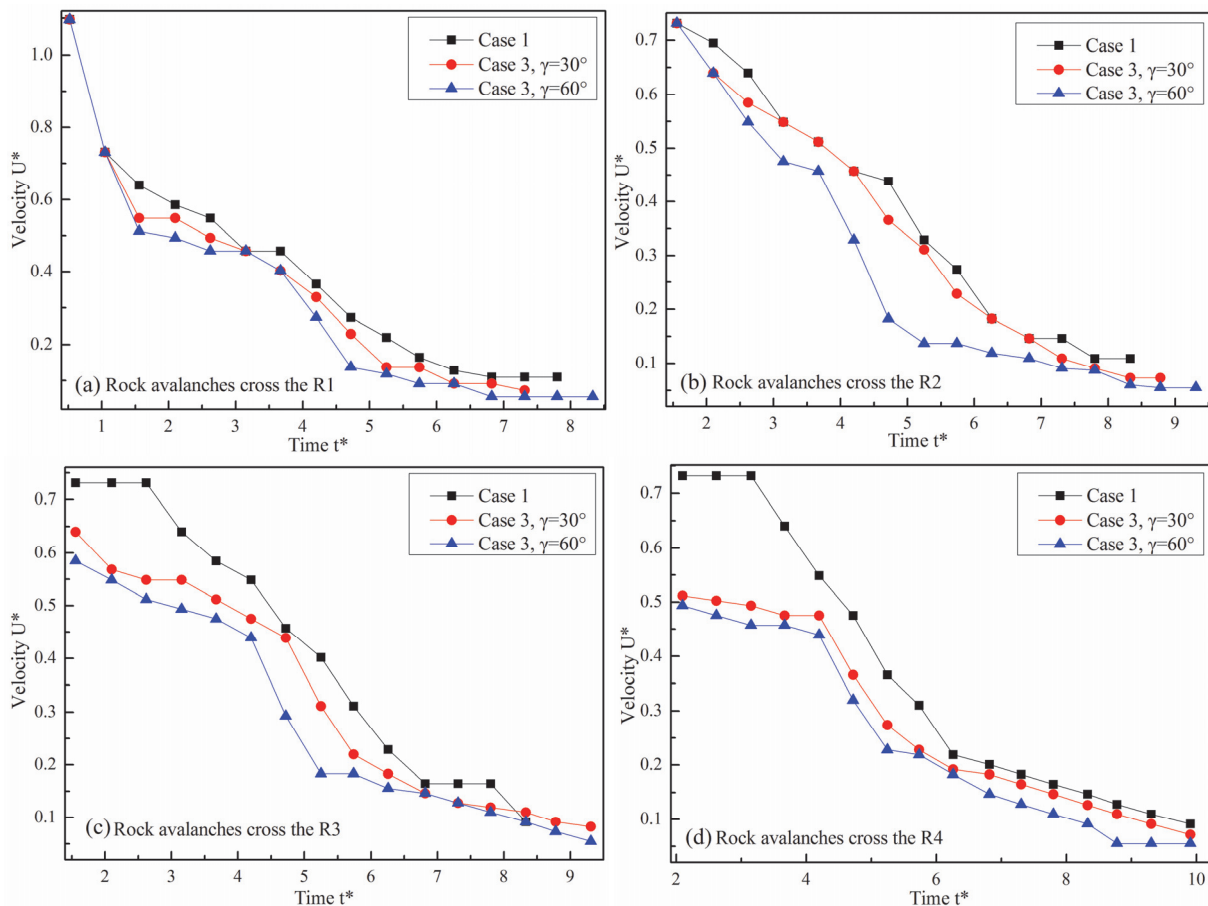 Case 1
Case 3, γ=30°
Case 3, γ=60°
1.0
0.8
0.6
0.4
0.2
Velocity U*
(a) Rock avalanches cross the R1
1 2 3 4 5 6 7 8
Time t*
Case 1
Case 3, γ=30°
Case 3, γ=60°
0.7
0.6
0.5
0.4
0.3
0.2
0.1
Velocity U*
(b) Rock avalanches cross the R2
2 3 4 5 6 7 8 9
Time t*
Case 1
Case 3, γ=30°
Case 3, γ=60°
0.7
0.6
0.5
0.4
0.3
0.2
0.1
Velocity U*
(c) Rock avalanches cross the R3
2 3 4 5 6 7 8 9
Time t*
Case 1
Case 3, γ=30°
Case 3, γ=60°
0.7
0.6
0.5
0.4
0.3
0.2
0.1
Velocity U*
(d) Rock avalanches cross the R4
2 4 6 8 10
Time t*